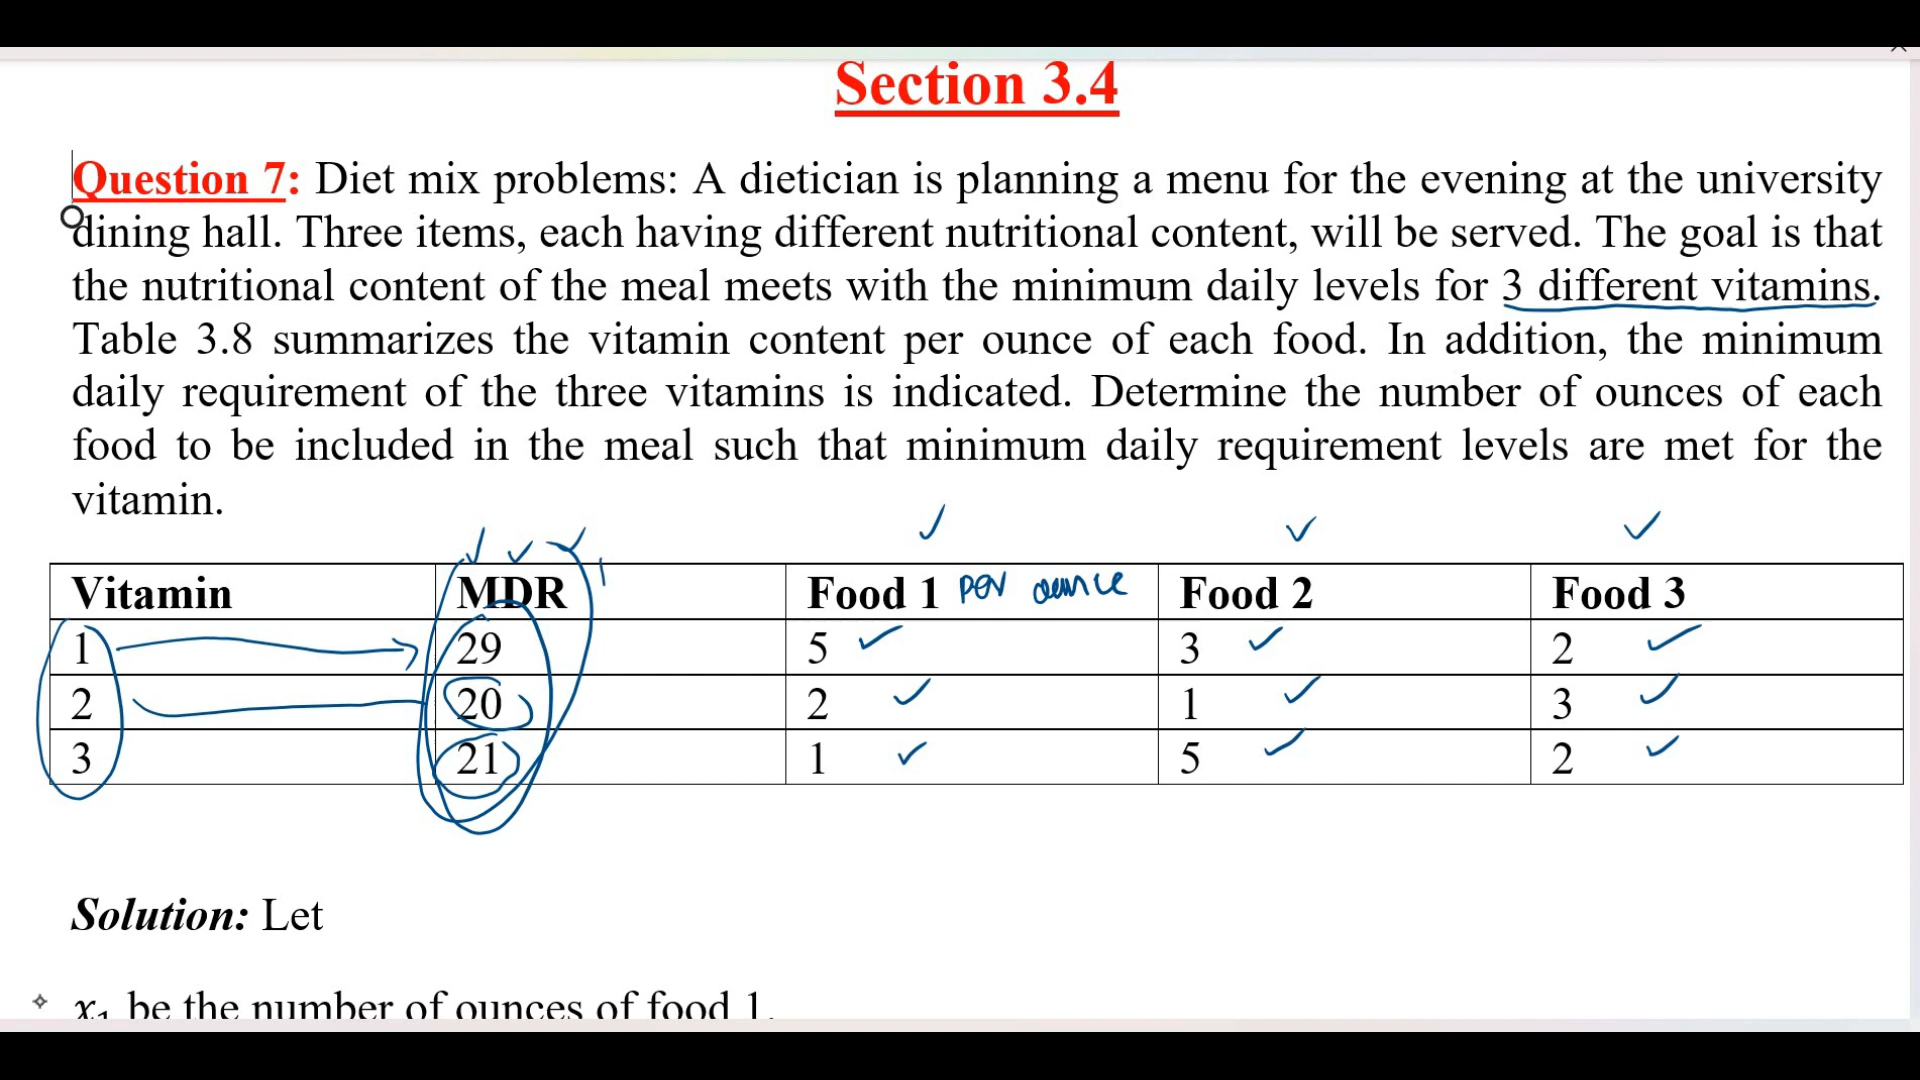 Section 3.4
Question 7: Diet mix problems: A dietician is planning a menu for the evening at the university
dining hall. Three items, each having different nutritional content, will be served. The goal is that
the nutritional content of the meal meets with the minimum daily levels for 3 different vitamins.
Table 3.8 summarizes the vitamin content per ounce of each food. In addition, the minimum
daily requirement of the three vitamins is indicated. Determine the number of ounces of each
food to be included in the meal such that minimum daily requirement levels are met for the
vitamin.
Vitamin MDR Food 1 per ounce Food 2 Food 3
1 29 5 3 2
2 20 2 1 3
3 21 1 5 2
Solution: Let
x₁ be the number of ounces of food 1.